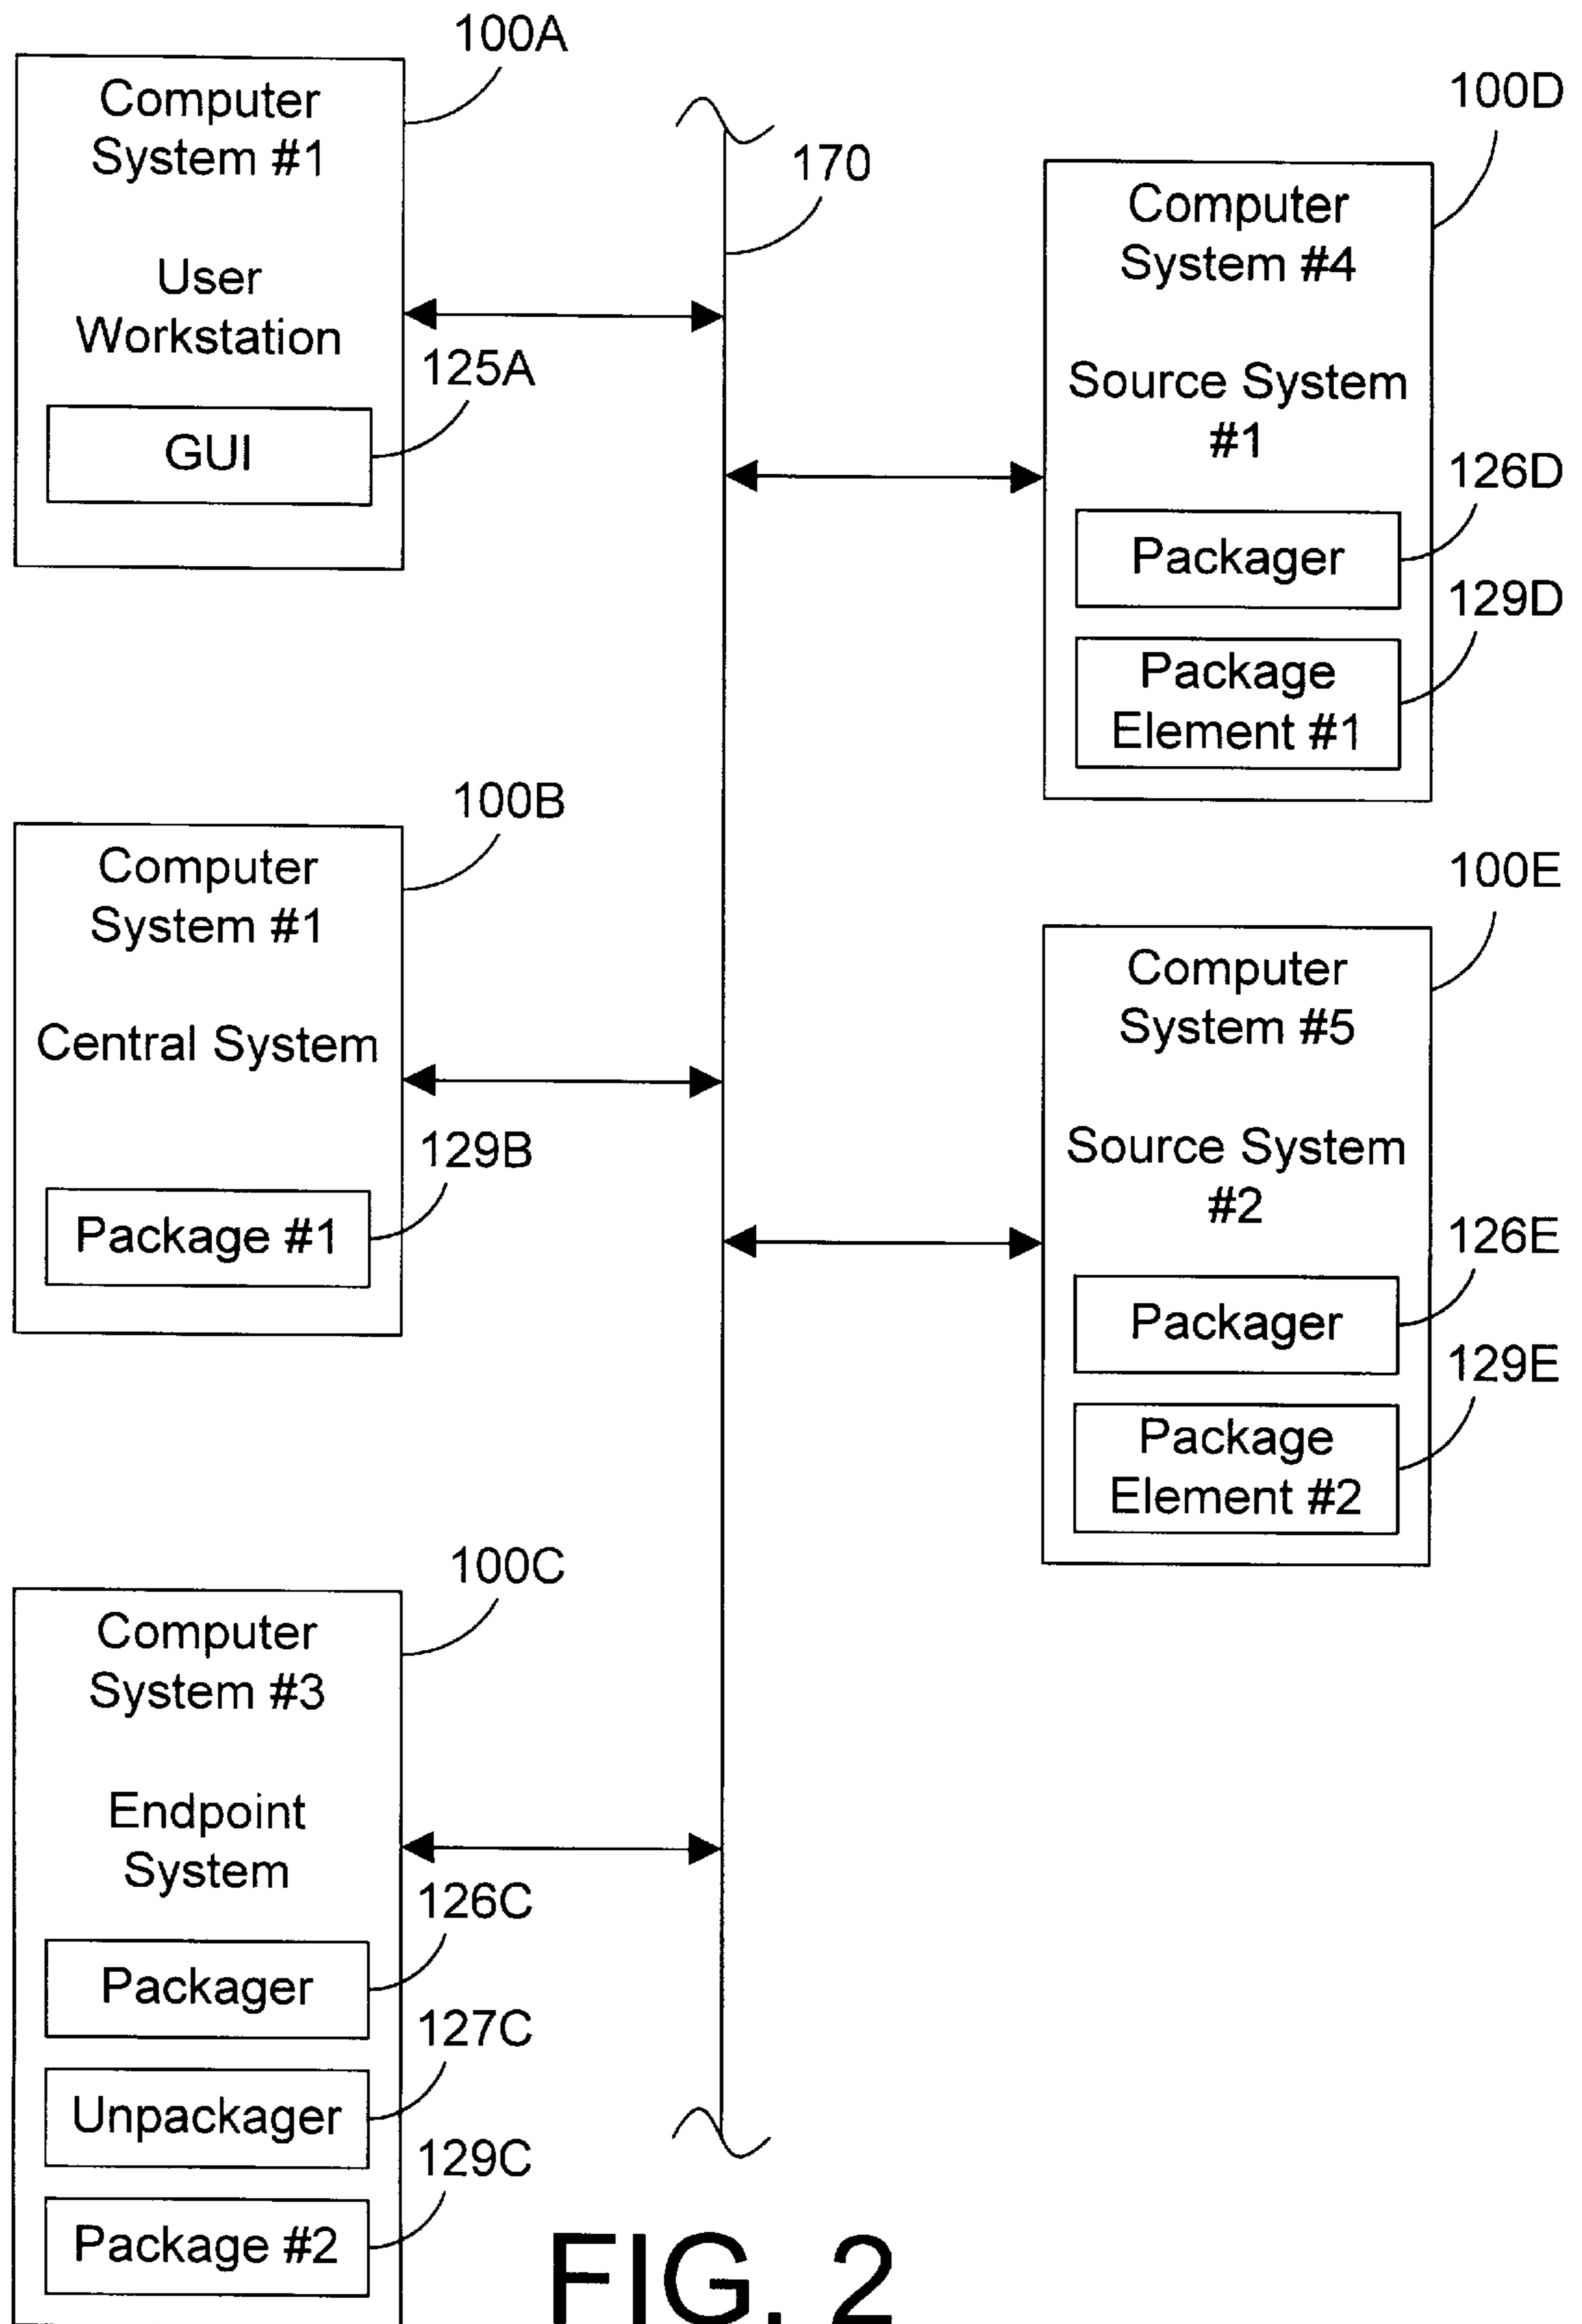 100A
Computer
System #1
User
Workstation
125A
GUI
170
100D
Computer
System #4
Source System
#1
126D
Packager
129D
Package
Element #1
100B
Computer
System #1
Central System
129B
Package #1
100E
Computer
System #5
Source System
#2
126E
Packager
129E
Package
Element #2
100C
Computer
System #3
Endpoint
System
126C
Packager
127C
Unpackager
129C
Package #2
FIG. 2